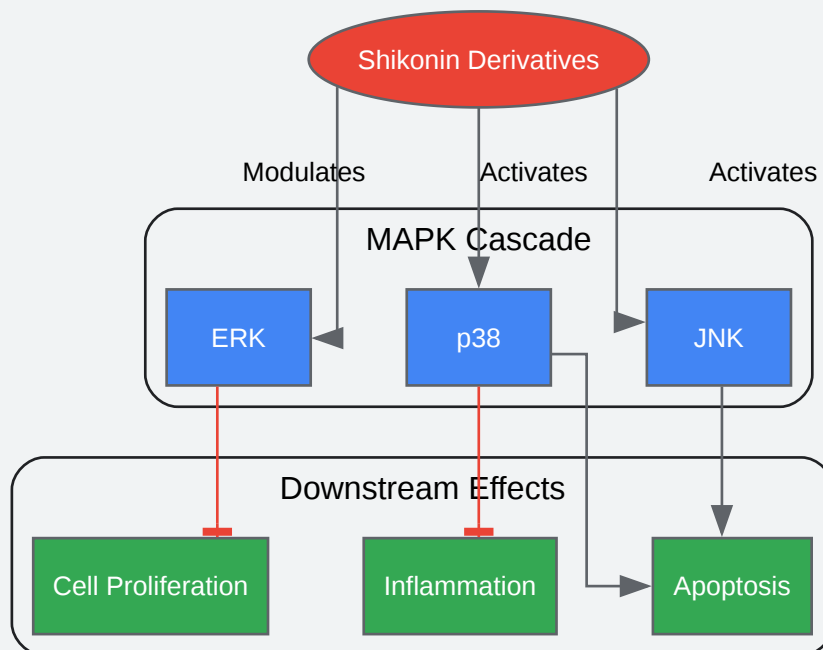 Shikonin Derivatives
Modulates
Activates
Activates
MAPK Cascade
ERK
p38
JNK
Downstream Effects
Cell Proliferation
Inflammation
Apoptosis